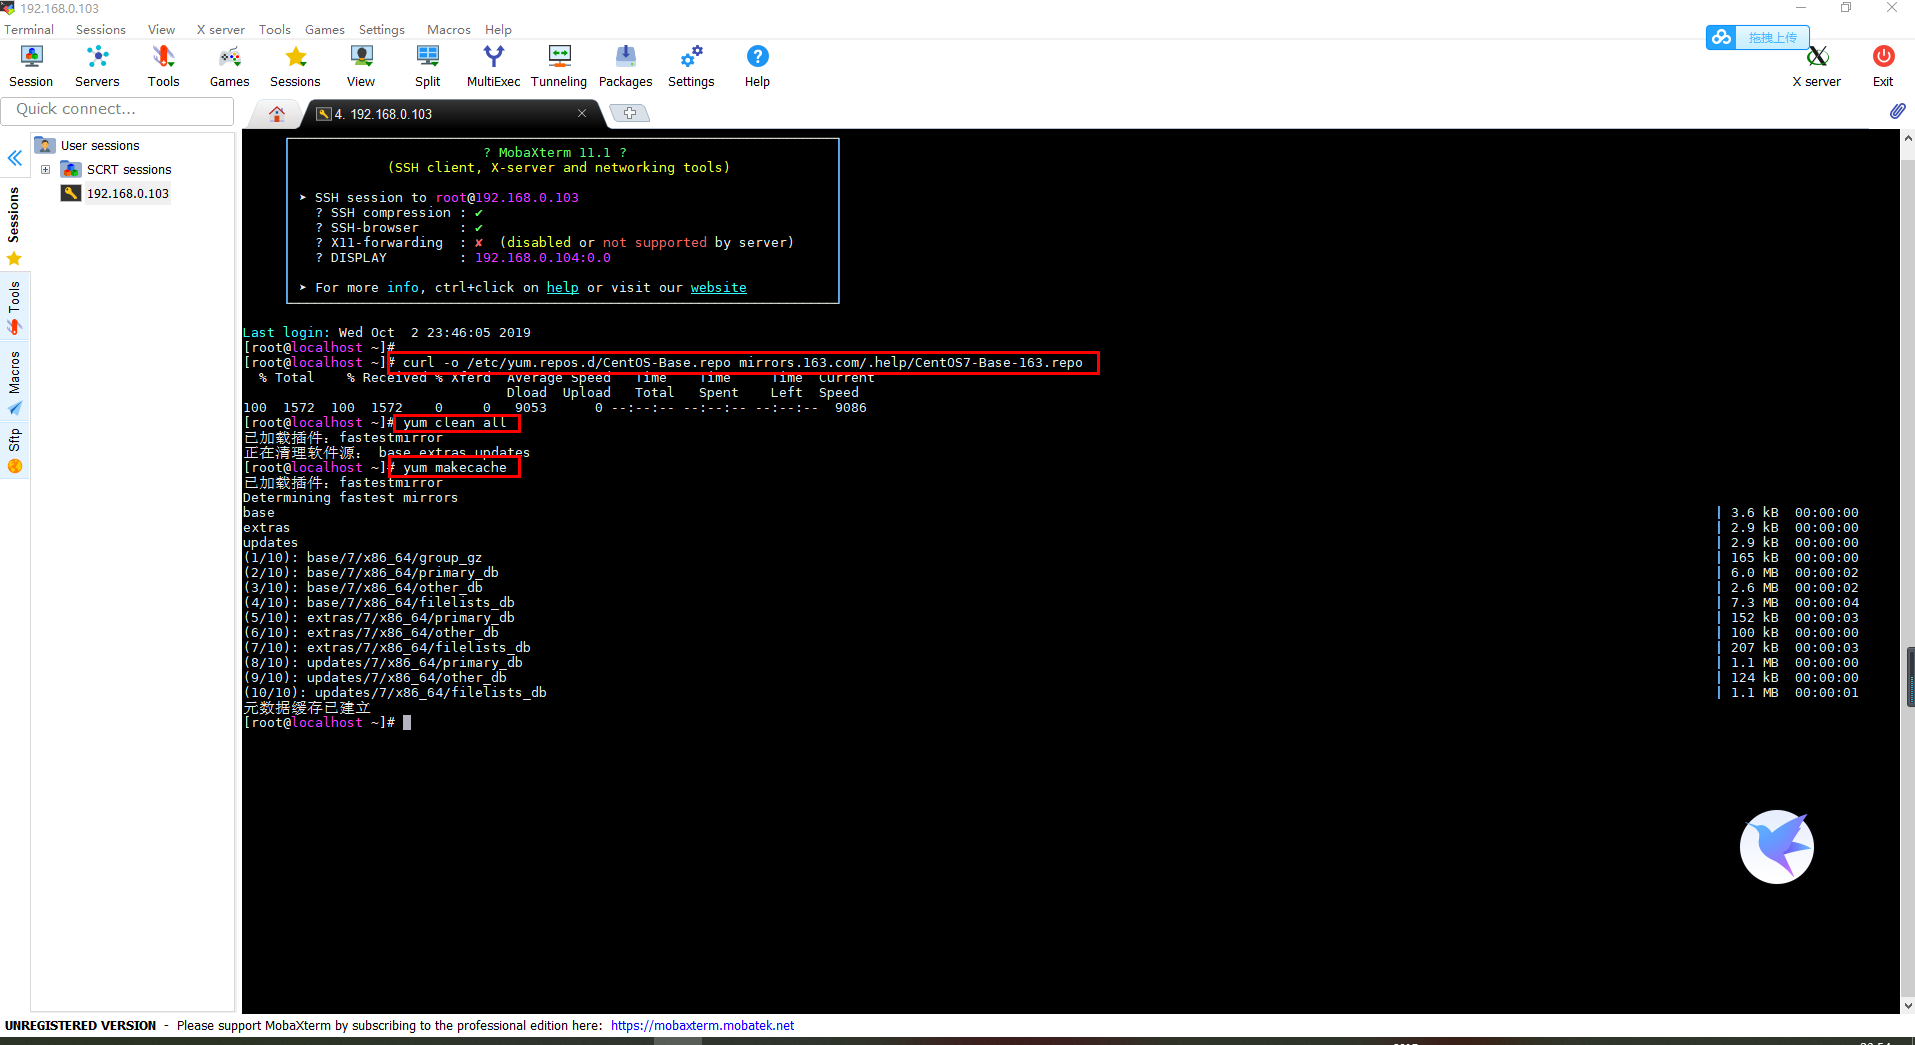 192.168.0.103
Terminal Sessions View X server Tools Games Settings Macros Help
拖拽上传
Session Servers Tools Games Sessions View Split MultiExec Tunneling Packages Settings Help X server Exit
Quick connect...
4. 192.168.0.103
User sessions
SCRT sessions
192.168.0.103
Sessions
Tools
Macros
Sftp
? MobaXterm 11.1 ?
(SSH client, X-server and networking tools)
➤ SSH session to root@192.168.0.103
? SSH compression : ✔
? SSH-browser : ✔
? X11-forwarding : ✘ (disabled or not supported by server)
? DISPLAY : 192.168.0.104:0.0
➤ For more info, ctrl+click on help or visit our website
Last login: Wed Oct  2 23:46:05 2019
[root@localhost ~]#
[root@localhost ~]# curl -o /etc/yum.repos.d/CentOS-Base.repo mirrors.163.com/.help/CentOS7-Base-163.repo
% Total % Received % Xferd Average Speed Time Time Time Current
Dload Upload Total Spent Left Speed
100 1572 100 1572 0 0 9053 0 --:--:-- --:--:-- --:--:-- 9086
[root@localhost ~]# yum clean all
已加载插件：fastestmirror
正在清理软件源： base extras updates
[root@localhost ~]# yum makecache
已加载插件：fastestmirror
Determining fastest mirrors
base | 3.6 kB 00:00:00
extras | 2.9 kB 00:00:00
updates | 2.9 kB 00:00:00
(1/10): base/7/x86_64/group_gz | 165 kB 00:00:00
(2/10): base/7/x86_64/primary_db | 6.0 MB 00:00:02
(3/10): base/7/x86_64/other_db | 2.6 MB 00:00:02
(4/10): base/7/x86_64/filelists_db | 7.3 MB 00:00:04
(5/10): extras/7/x86_64/primary_db | 152 kB 00:00:03
(6/10): extras/7/x86_64/other_db | 100 kB 00:00:00
(7/10): extras/7/x86_64/filelists_db | 207 kB 00:00:03
(8/10): updates/7/x86_64/primary_db | 1.1 MB 00:00:00
(9/10): updates/7/x86_64/other_db | 124 kB 00:00:00
(10/10): updates/7/x86_64/filelists_db | 1.1 MB 00:00:01
元数据缓存已建立
[root@localhost ~]#
UNREGISTERED VERSION - Please support MobaXterm by subscribing to the professional edition here: https://mobaxterm.mobatek.net